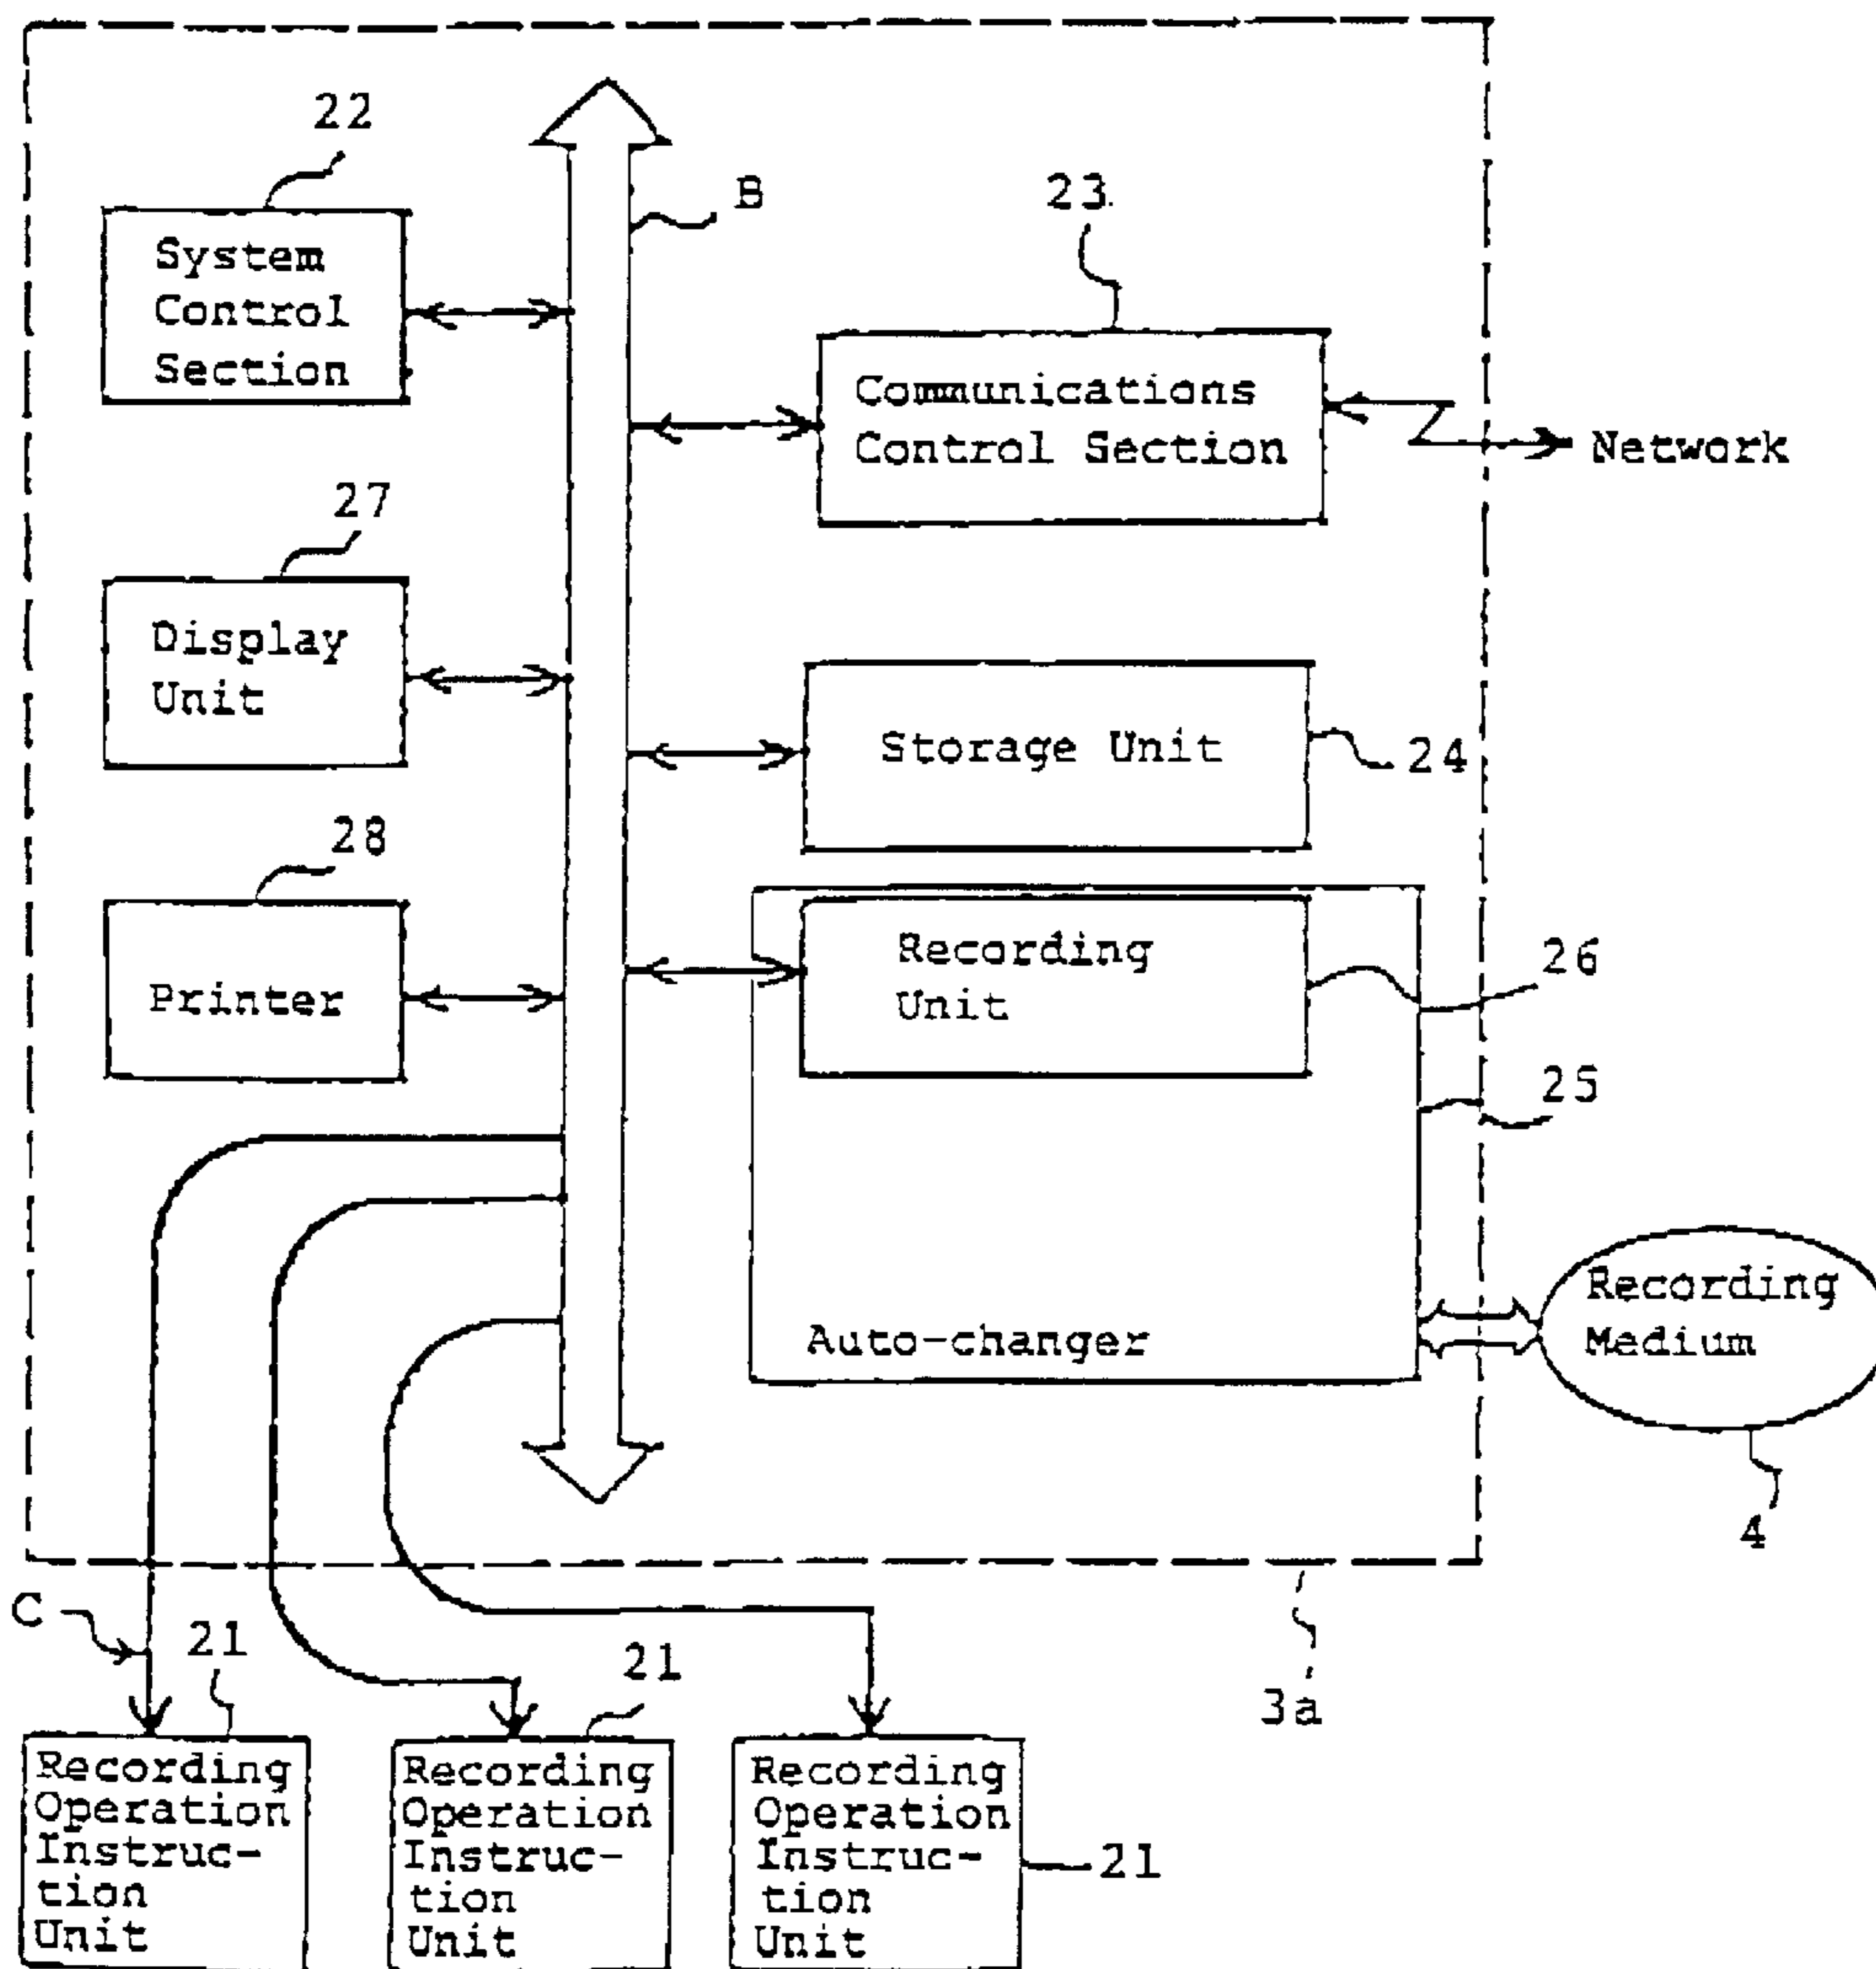 22
B
23
System
Control
Section
Communications
Control Section
Network
27
Display
Unit
Storage Unit
24
28
Printer
Recording
Unit
26
25
Auto-changer
Recording
Medium
4
C
21
21
3a
Recording
Operation
Instruc-
tion
Unit
Recording
Operation
Instruc-
tion
Unit
Recording
Operation
Instruc-
tion
Unit
21